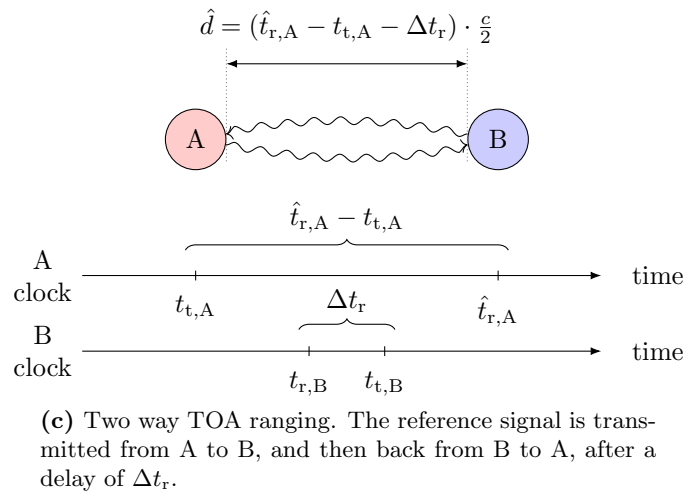 d̂ = (t̂r,A − tt,A − Δtr) · c/2
A
B
t̂r,A − tt,A
A
clock
time
tt,A
Δtr
t̂r,A
B
clock
time
tr,B
tt,B
(c) Two way TOA ranging. The reference signal is trans-
mitted from A to B, and then back from B to A, after a
delay of Δtr.